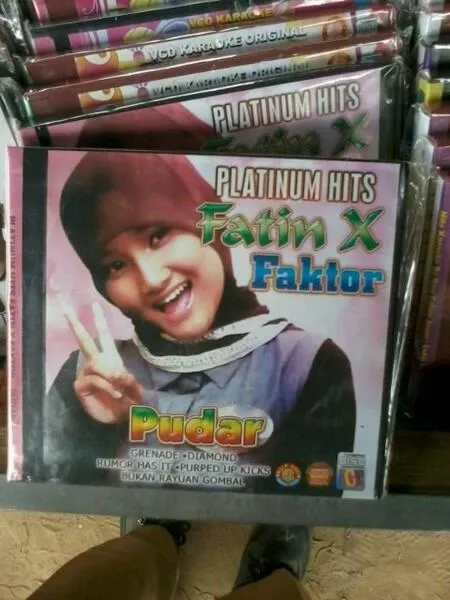 VCD KARAOKE
VCD KARAOKE ORIGINAL
VCD KARAOKE ORIGINAL
PLATINUM HITS
Fatin X
PLATINUM HITS
Fatin X
Faktor
Pudar
GRENADE • DIAMOND
RUMOR HAS IT • PURPED UP KICKS
BUKAN RAYUAN GOMBAL